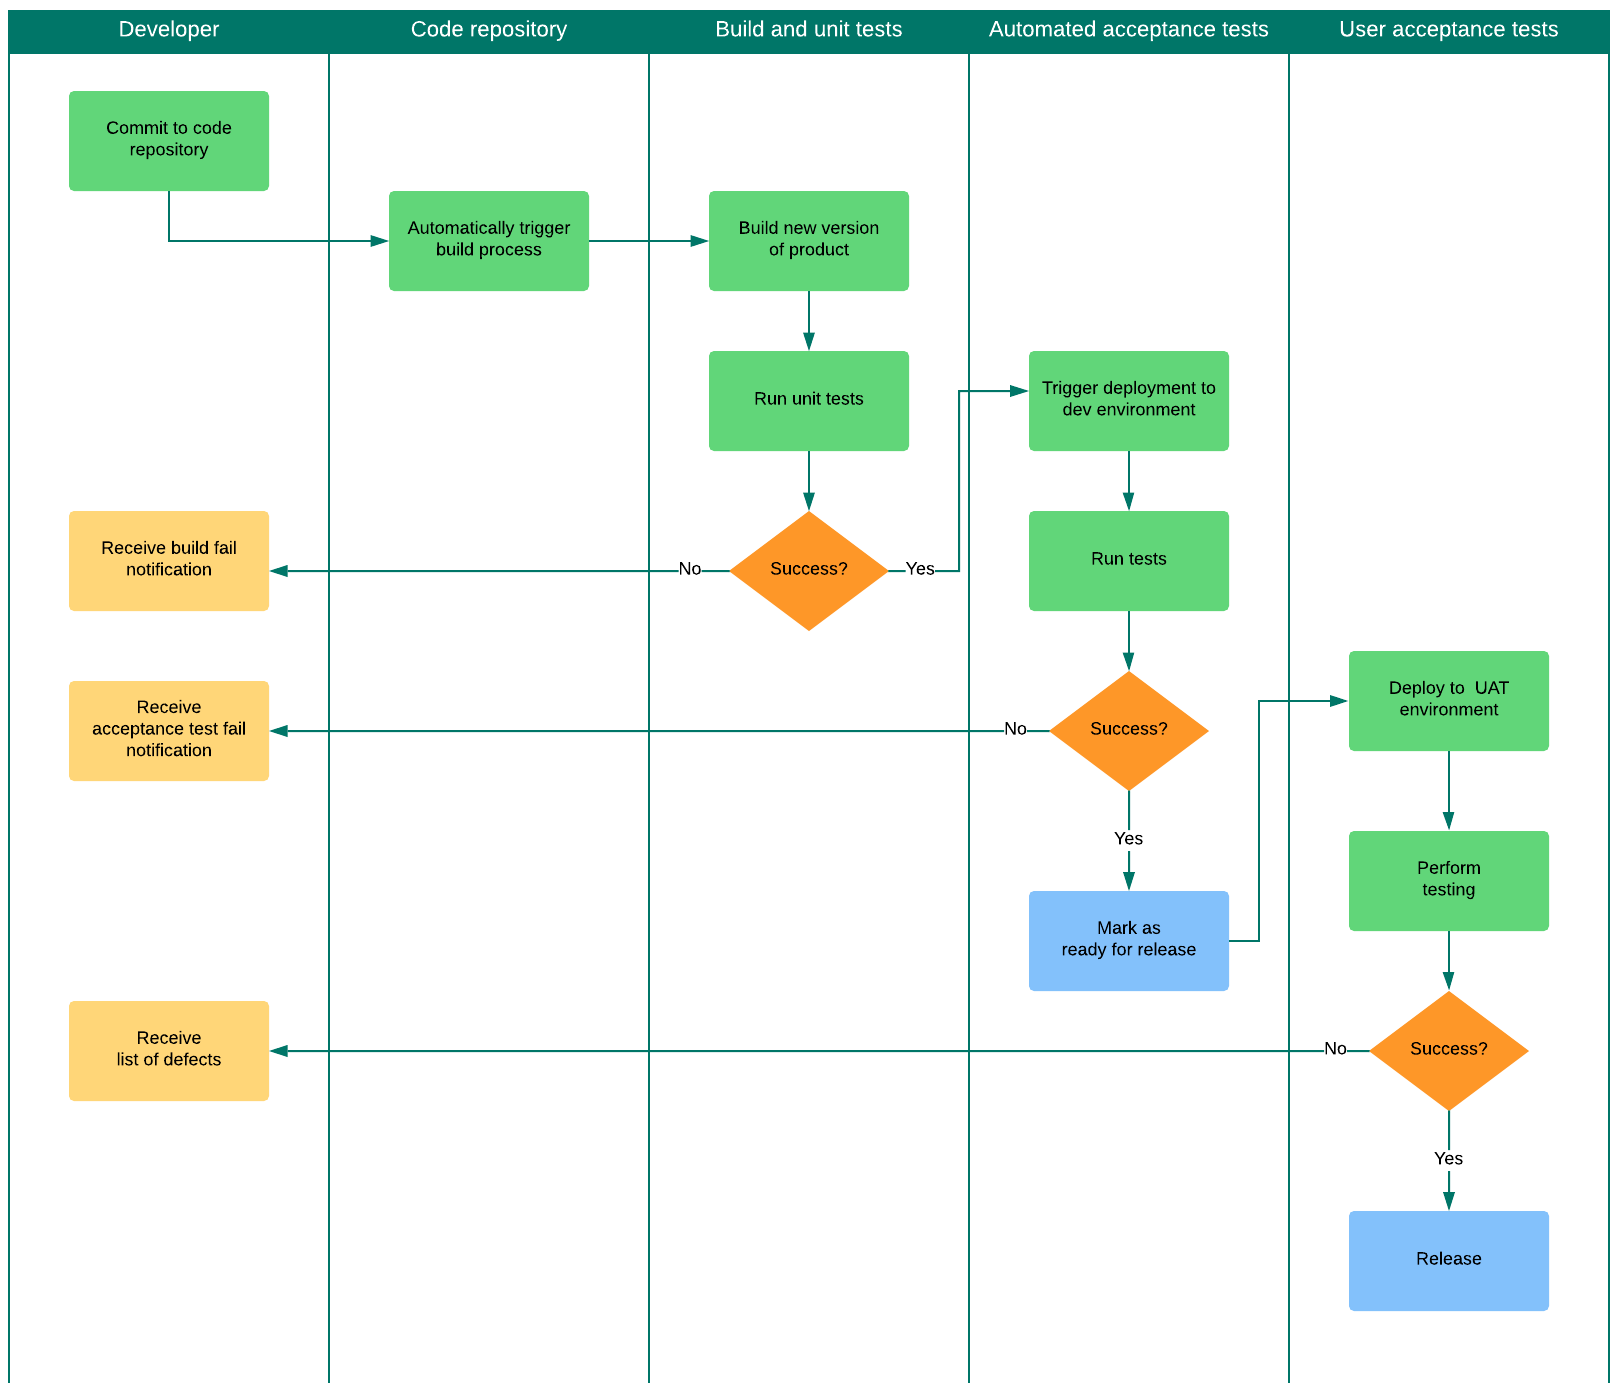 Developer
Code repository
Build and unit tests
Automated acceptance tests
User acceptance tests
Commit to code
repository
Automatically trigger
build process
Build new version
of product
Run unit tests
Trigger deployment to
dev environment
Receive build fail
notification
No
Success?
Yes
Run tests
Receive
acceptance test fail
notification
No
Success?
Yes
Deploy to  UAT
environment
Perform
testing
Mark as
ready for release
Receive
list of defects
No
Success?
Yes
Release